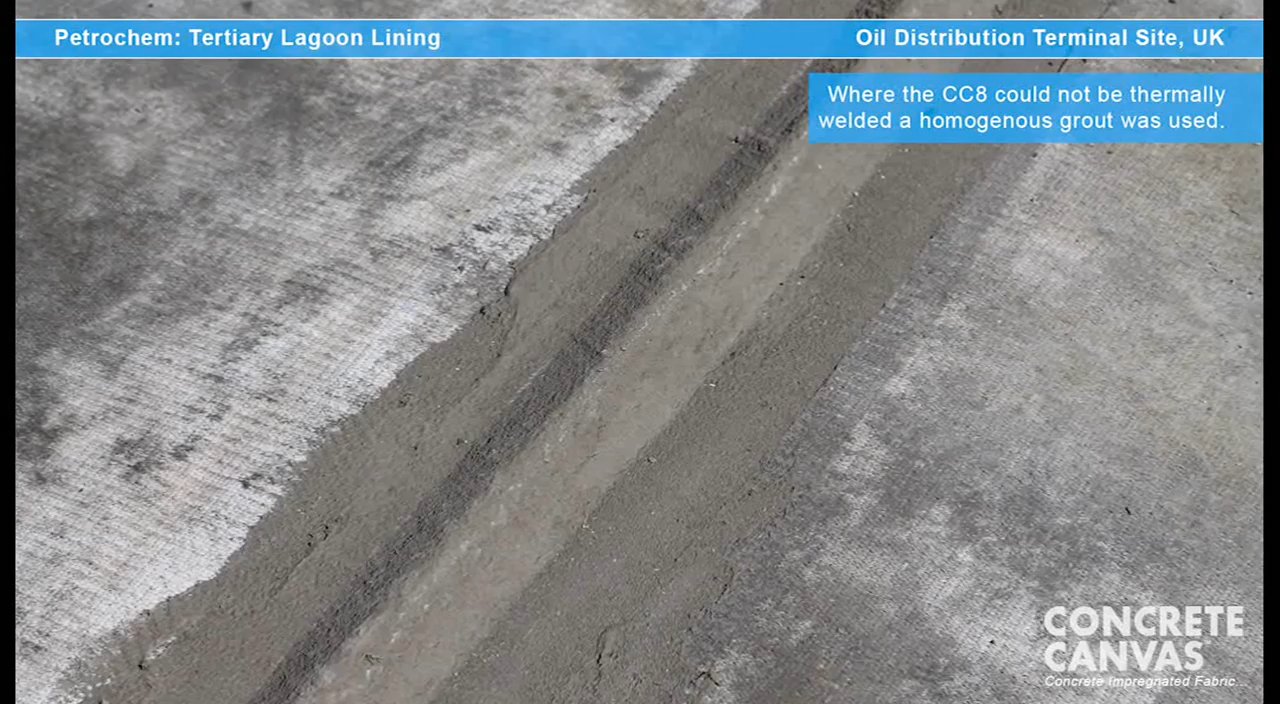 Petrochem: Tertiary Lagoon Lining
Oil Distribution Terminal Site, UK
Where the CC8 could not be thermally
welded a homogenous grout was used.
CONCRETE
CANVAS
Concrete Impregnated Fabric...